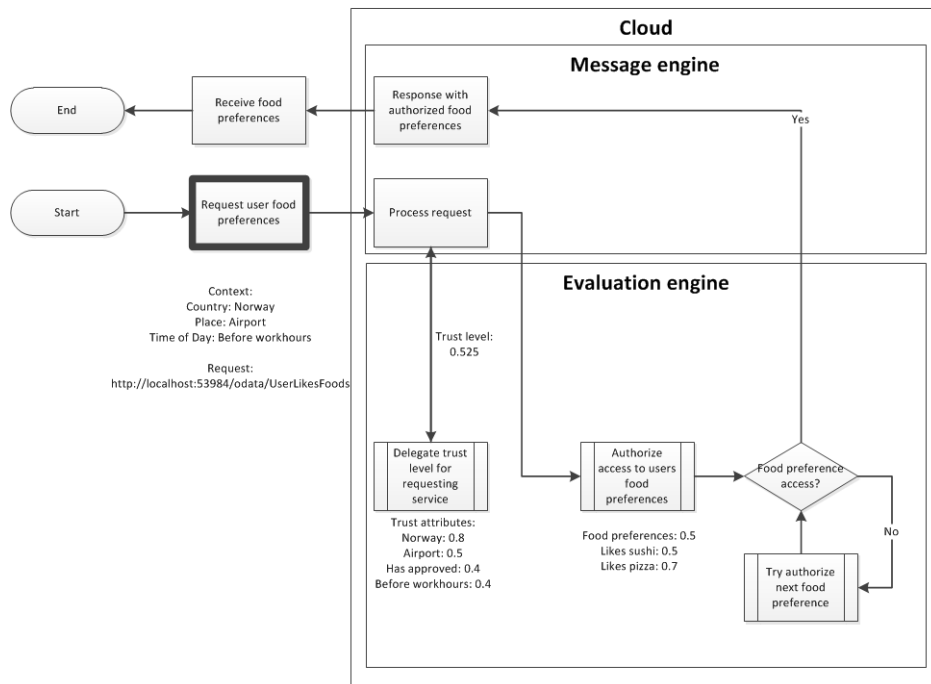 Cloud
Message engine
End
Receive food
preferences
Response with
authorized food
preferences
Yes
Start
Request user food
preferences
Process request
Context:
Country: Norway
Place: Airport
Time of Day: Before workhours
Request:
http://localhost:53984/odata/UserLikesFoods
Evaluation engine
Trust level:
0.525
Delegate trust
level for
requesting
service
Trust attributes:
Norway: 0.8
Airport: 0.5
Has approved: 0.4
Before workhours: 0.4
Authorize
access to users
food
preferences
Food preferences: 0.5
Likes sushi: 0.5
Likes pizza: 0.7
Food preference
access?
No
Try authorize
next food
preference